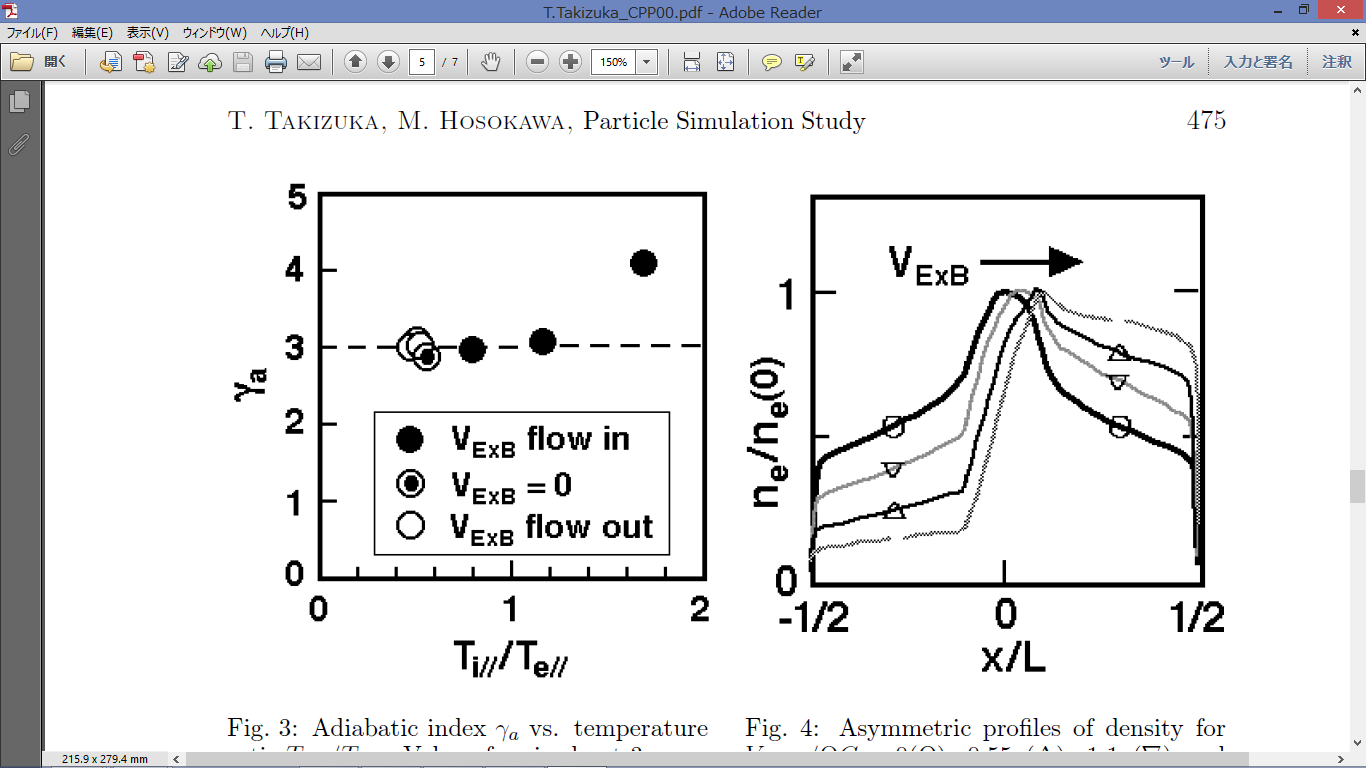 T.Takizuka_CPP00.pdf - Adobe Reader
ファイル(F) 編集(E) 表示(V) ウィンドウ(W) ヘルプ(H)
開く 5 / 7 150% ツール 入力と署名 注釈
T. TAKIZUKA, M. HOSOKAWA, Particle Simulation Study 475
5
4
3
2
1
0
γa
V ExB flow in
V ExB = 0
V ExB flow out
0 1 2
Ti///Te//
V ExB
1
0
ne/ne(0)
-1/2 0 1/2
x/L
Fig. 3: Adiabatic index γa vs. temperature
Fig. 4: Asymmetric profiles of density for
215.9 x 279.4 mm